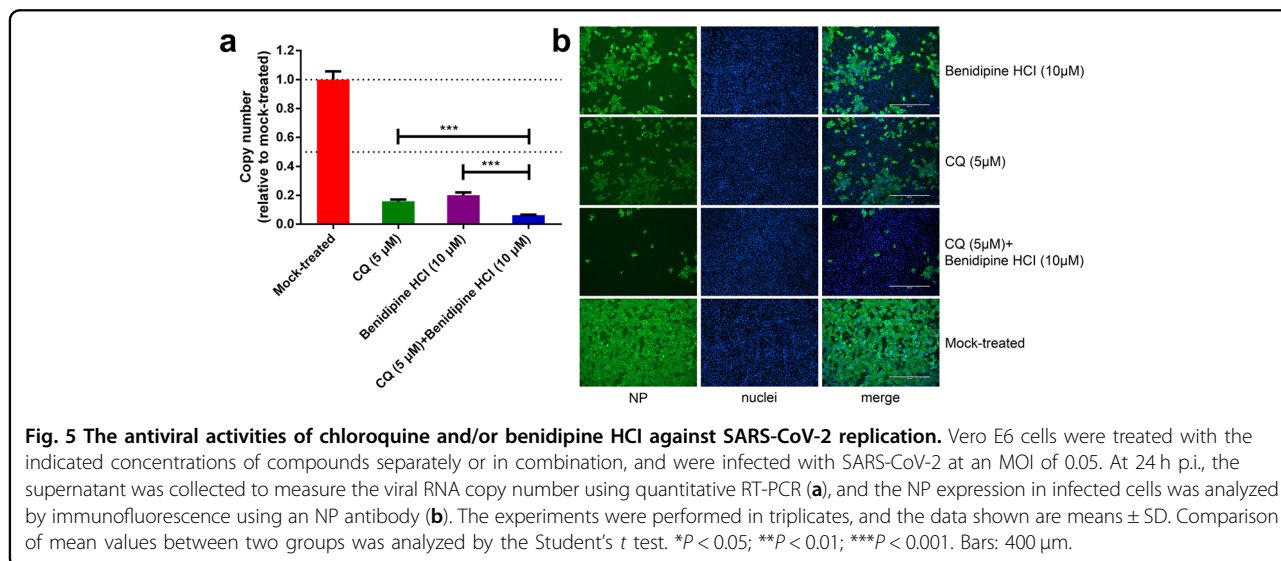 a
Copy number
(relative to mock-treated)
1.2
1.0
0.8
0.6
0.4
0.2
0.0
***
***
Mock-treated
CQ (5 μM)
Benidipine HCl (10 μM)
CQ (5 μM)+Benidipine HCl (10 μM)
b
Benidipine HCl (10μM)
CQ (5μM)
CQ (5μM)+
Benidipine HCl (10μM)
Mock-treated
NP
nuclei
merge
Fig. 5 The antiviral activities of chloroquine and/or benidipine HCl against SARS-CoV-2 replication. Vero E6 cells were treated with the
indicated concentrations of compounds separately or in combination, and were infected with SARS-CoV-2 at an MOI of 0.05. At 24 h p.i., the
supernatant was collected to measure the viral RNA copy number using quantitative RT-PCR (a), and the NP expression in infected cells was analyzed
by immunofluorescence using an NP antibody (b). The experiments were performed in triplicates, and the data shown are means ± SD. Comparison
of mean values between two groups was analyzed by the Student's t test. *P < 0.05; **P < 0.01; ***P < 0.001. Bars: 400 μm.